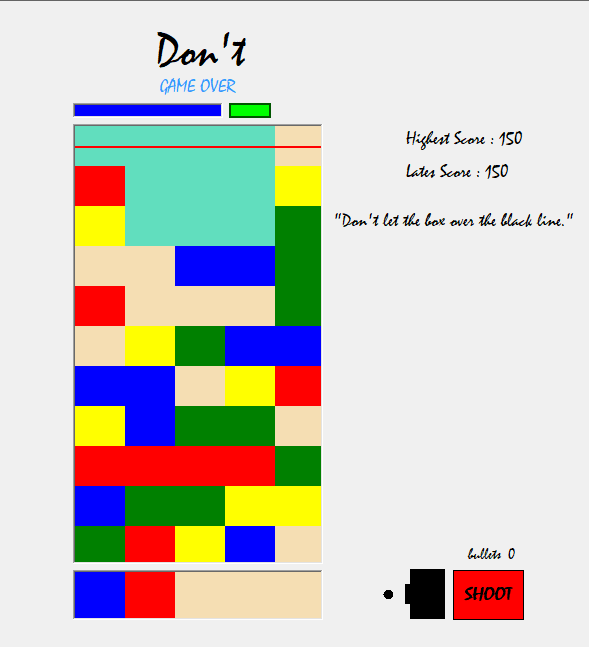 Don't
GAME OVER
Highest Score : 150
Lates Score : 150
"Don't let the box over the black line."
bullets 0
SHOOT